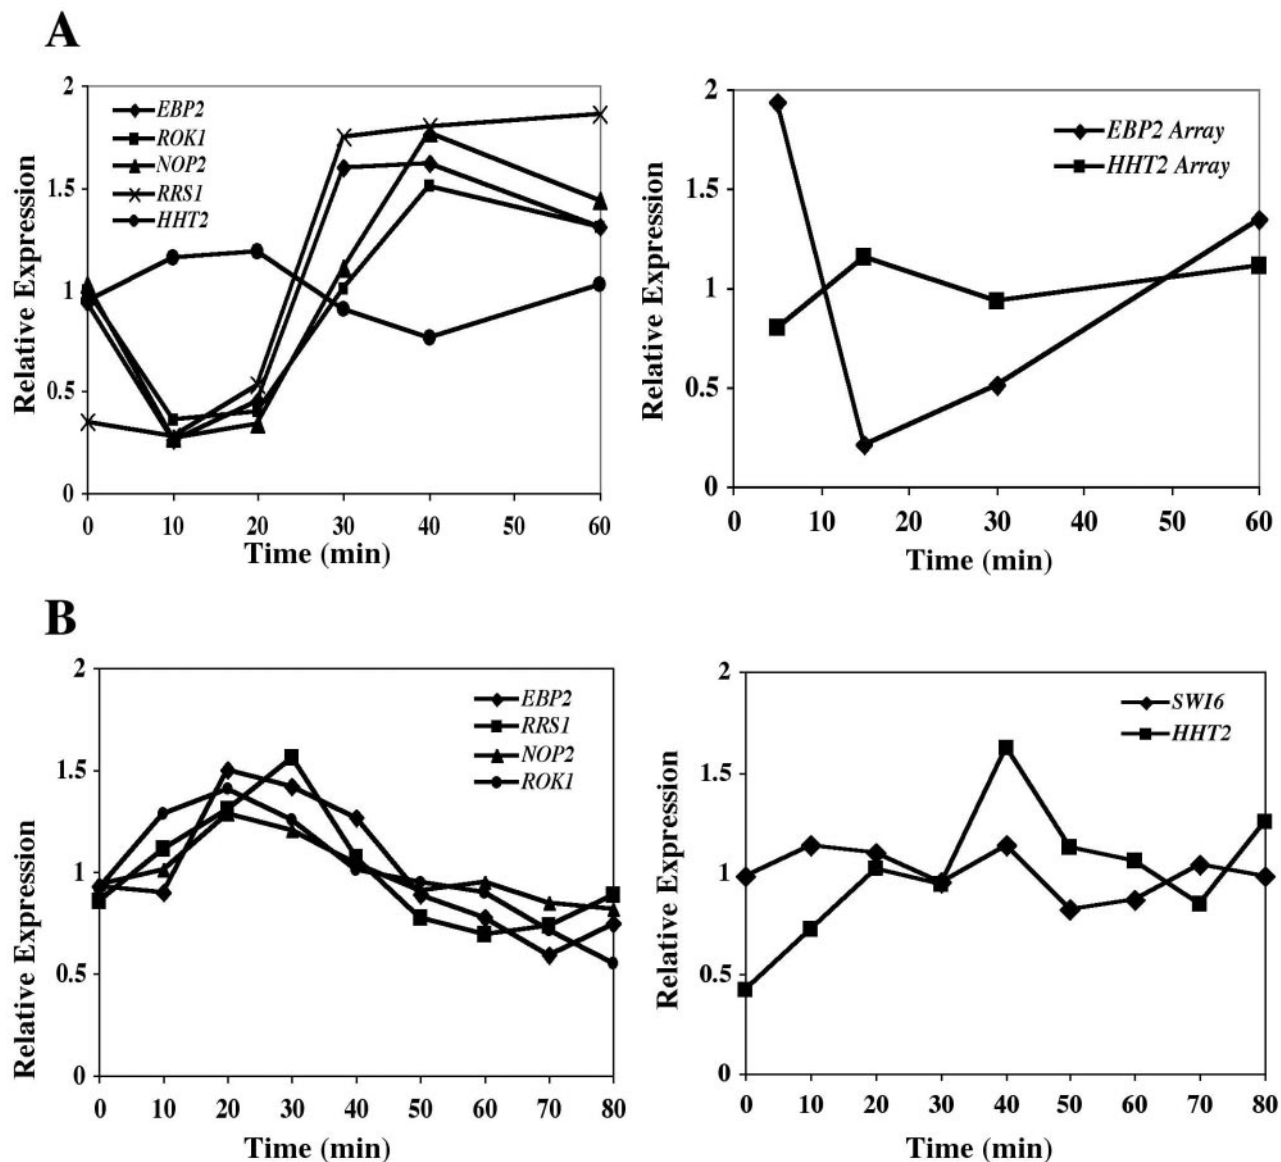 A
Relative Expression
2
1.5
1
0.5
0
EBP2
ROK1
NOP2
RRS1
HHT2
0 10 20 30 40 50 60
Time (min)
Relative Expression
2
1.5
1
0.5
0
EBP2 Array
HHT2 Array
0 10 20 30 40 40 60
Time (min)
B
Relative Expression
2
1.5
1
0.5
0
EBP2
RRS1
NOP2
ROK1
0 10 20 30 40 50 60 70 80
Time (min)
Relative Expression
2
1.5
1
0.5
0
SWI6
HHT2
0 10 20 30 40 50 60 70 80
Time (min)